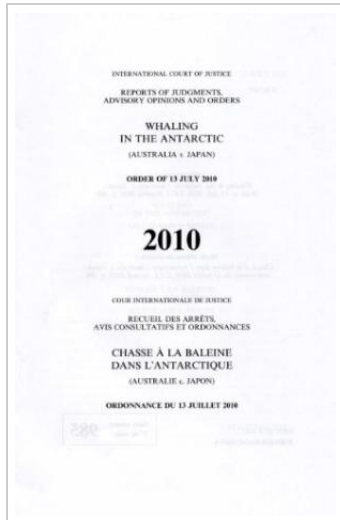 INTERNATIONAL COURT OF JUSTICE
REPORTS OF JUDGMENTS,
ADVISORY OPINIONS AND ORDERS
WHALING
IN THE ANTARCTIC
(AUSTRALIA v. JAPAN)
ORDER OF 13 JULY 2010
2010
COUR INTERNATIONALE DE JUSTICE
RECUEIL DES ARRÊTS,
AVIS CONSULTATIFS ET ORDONNANCES
CHASSE À LA BALEINE
DANS L'ANTARCTIQUE
(AUSTRALIE c. JAPON)
ORDONNANCE DU 13 JUILLET 2010
985